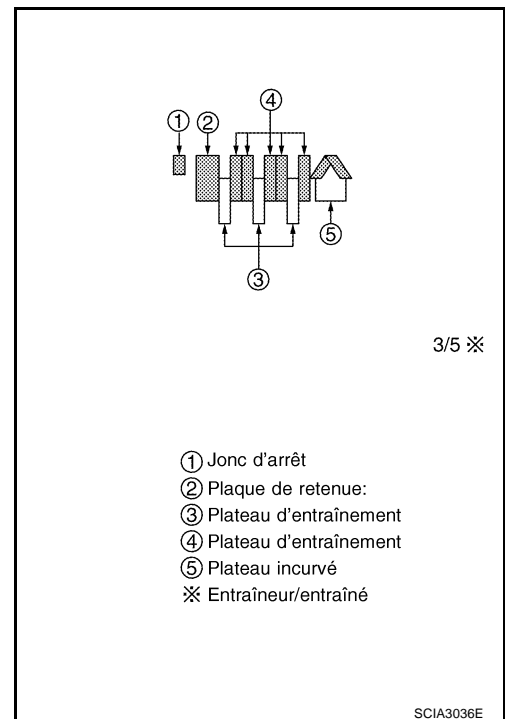 ① ② ④
⑤
③
3/5 ※
① Jonc d'arrêt
② Plaque de retenue:
③ Plateau d'entraînement
④ Plateau d'entraînement
⑤ Plateau incurvé
※ Entraîneur/entraîné
SCIA3036E